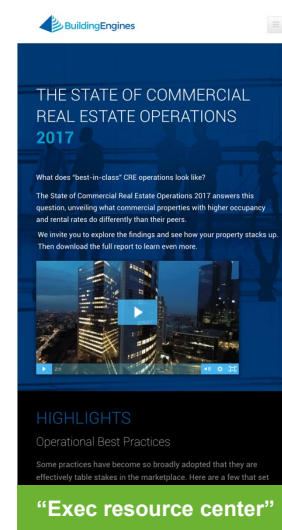 BuildingEngines
THE STATE OF COMMERCIAL
REAL ESTATE OPERATIONS
2017
What does "best-in-class" CRE operations look like?
The State of Commercial Real Estate Operations 2017 answers this
question, unveiling what commercial properties with higher occupancy
and rental rates do differently than their peers.
We invite you to explore the findings and see how your property stacks up.
Then download the full report to learn even more.
HIGHLIGHTS
Operational Best Practices
Some practices have become so broadly adopted that they are
effectively table stakes in the marketplace. Here are a few that set
“Exec resource center”